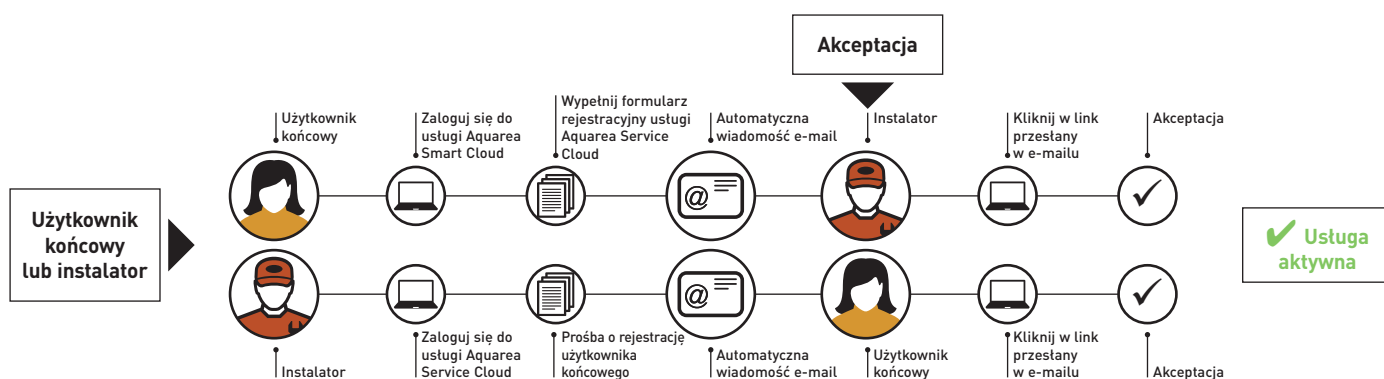 Akceptacja
Użytkownik
końcowy
Zaloguj się do
usługi Aquarea
Smart Cloud
Wypełnij formularz
rejestracyjny usługi
Aquarea Service
Cloud
Automatyczna
wiadomość e-mail
Instalator
Kliknij w link
przesłany
w e-mailu
Akceptacja
Użytkownik
końcowy
lub instalator
@
@
Usługa
aktywna
Instalator
Zaloguj się do
usługi Aquarea
Service Cloud
Prośba o rejestrację
użytkownika
końcowego
Automatyczna
wiadomość e-mail
Użytkownik
końcowy
Kliknij w link
przesłany
w e-mailu
Akceptacja